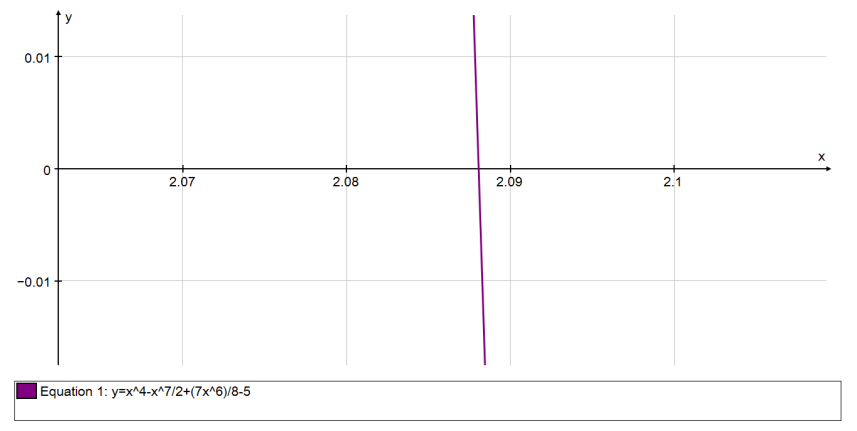 y
0.01
x
0
2.07 2.08 2.09 2.1
−0.01
Equation 1: y=x^4-x^7/2+(7x^6)/8-5